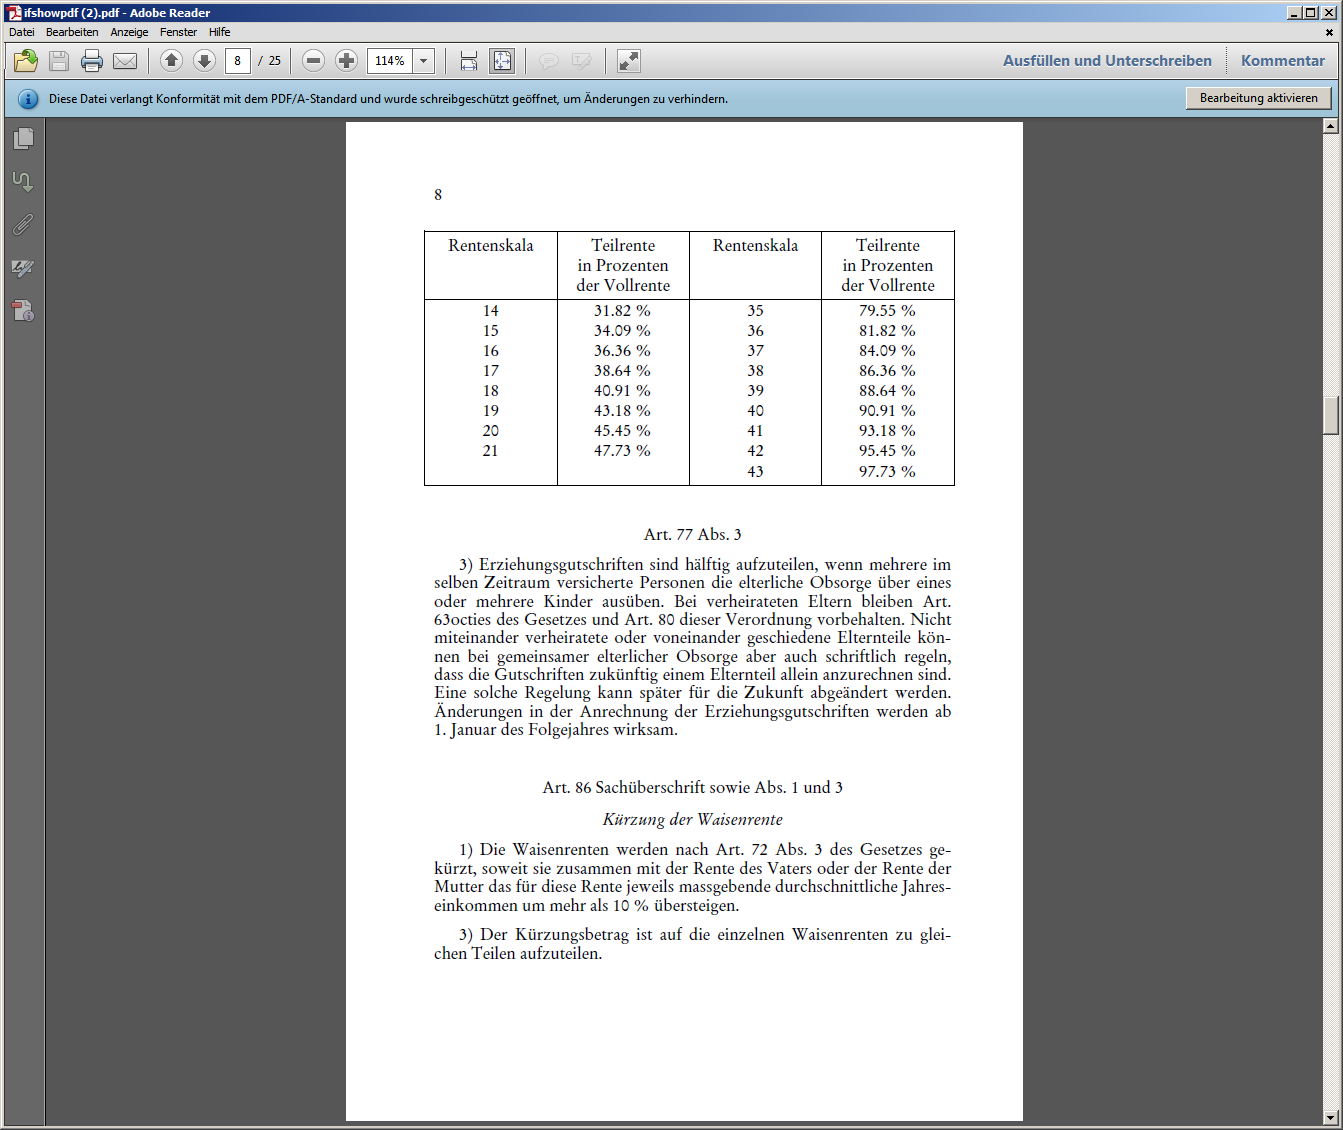 ifshowpdf (2).pdf - Adobe Reader
Datei Bearbeiten Anzeige Fenster Hilfe
8 / 25 114% Ausfüllen und Unterschreiben Kommentar
Diese Datei verlangt Konformität mit dem PDF/A-Standard und wurde schreibgeschützt geöffnet, um Änderungen zu verhindern. Bearbeitung aktivieren
8
Rentenskala Teilrente Rentenskala Teilrente
in Prozenten in Prozenten
der Vollrente der Vollrente
14 31.82 % 35 79.55 %
15 34.09 % 36 81.82 %
16 36.36 % 37 84.09 %
17 38.64 % 38 86.36 %
18 40.91 % 39 88.64 %
19 43.18 % 40 90.91 %
20 45.45 % 41 93.18 %
21 47.73 % 42 95.45 %
43 97.73 %
Art. 77 Abs. 3
3) Erziehungsgutschriften sind hälftig aufzuteilen, wenn mehrere im
selben Zeitraum versicherte Personen die elterliche Obsorge über eines
oder mehrere Kinder ausüben. Bei verheirateten Eltern bleiben Art.
63octies des Gesetzes und Art. 80 dieser Verordnung vorbehalten. Nicht
miteinander verheiratete oder voneinander geschiedene Elternteile kön-
nen bei gemeinsamer elterlicher Obsorge aber auch schriftlich regeln,
dass die Gutschriften zukünftig einem Elternteil allein anzurechnen sind.
Eine solche Regelung kann später für die Zukunft abgeändert werden.
Änderungen in der Anrechnung der Erziehungsgutschriften werden ab
1. Januar des Folgejahres wirksam.
Art. 86 Sachüberschrift sowie Abs. 1 und 3
Kürzung der Waisenrente
1) Die Waisenrenten werden nach Art. 72 Abs. 3 des Gesetzes ge-
kürzt, soweit sie zusammen mit der Rente des Vaters oder der Rente der
Mutter das für diese Rente jeweils massgebende durchschnittliche Jahres-
einkommen um mehr als 10 % übersteigen.
3) Der Kürzungsbetrag ist auf die einzelnen Waisenrenten zu glei-
chen Teilen aufzuteilen.